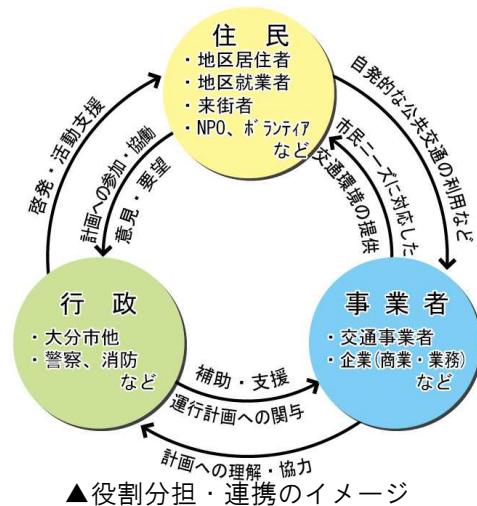 住 民
・地区居住者
・地区就業者
・来街者
・NPO、ボランティア
など
啓発・活動支援
計画への参加・協働
意見・要望
自発的な公共交通の利用など
市民ニーズに対応した
交通環境の提供
行 政
・大分市他
・警察、消防
など
事 業 者
・交通事業者
・企業(商業・業務)
など
補助・支援
運行計画への関与
計画への理解・協力
▲役割分担・連携のイメージ